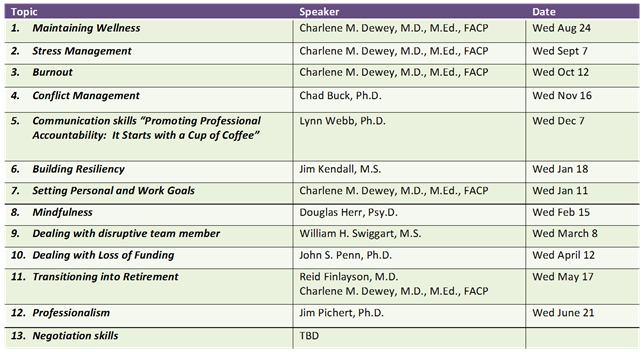 Topic Speaker Date
1. Maintaining Wellness Charlene M. Dewey, M.D., M.Ed., FACP Wed Aug 24
2. Stress Management Charlene M. Dewey, M.D., M.Ed., FACP Wed Sept 7
3. Burnout Charlene M. Dewey, M.D., M.Ed., FACP Wed Oct 12
4. Conflict Management Chad Buck, Ph.D. Wed Nov 16
5. Communication skills “Promoting Professional Lynn Webb, Ph.D. Wed Dec 7
Accountability: It Starts with a Cup of Coffee”
6. Building Resiliency Jim Kendall, M.S. Wed Jan 18
7. Setting Personal and Work Goals Charlene M. Dewey, M.D., M.Ed., FACP Wed Jan 11
8. Mindfulness Douglas Herr, Psy.D. Wed Feb 15
9. Dealing with disruptive team member William H. Swiggart, M.S. Wed March 8
10. Dealing with Loss of Funding John S. Penn, Ph.D. Wed April 12
11. Transitioning into Retirement Reid Finlayson, M.D. Wed May 17
Charlene M. Dewey, M.D., M.Ed., FACP
12. Professionalism Jim Pichert, Ph.D. Wed June 21
13. Negotiation skills TBD